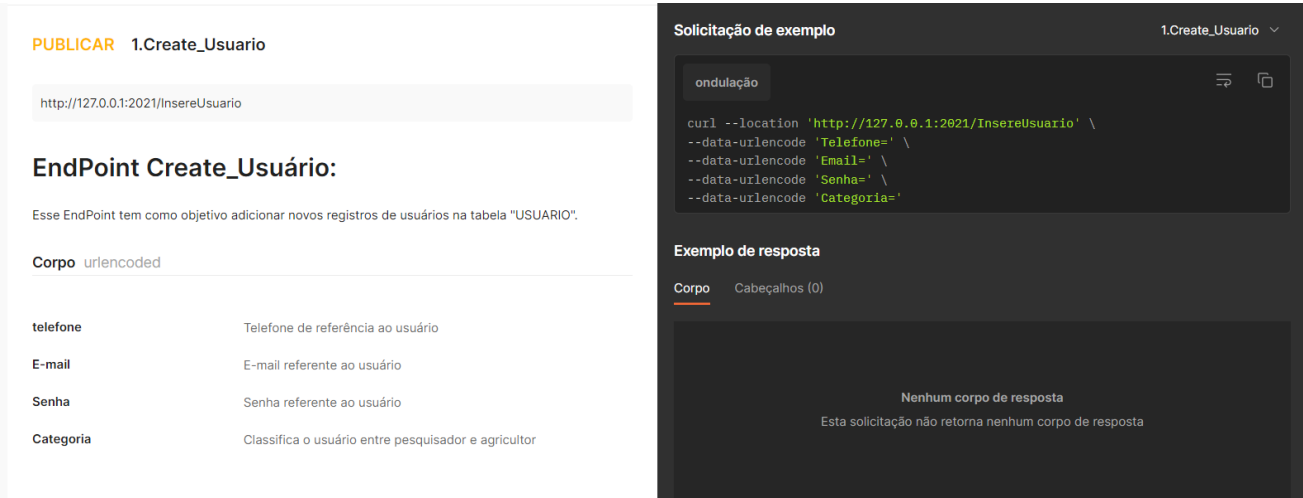 PUBLICAR 1.Create_Usuario
http://127.0.0.1:2021/InsereUsuario
EndPoint Create_Usuário:
Esse EndPoint tem como objetivo adicionar novos registros de usuários na tabela "USUARIO".
Corpo urlencoded
telefone Telefone de referência ao usuário
E-mail E-mail referente ao usuário
Senha Senha referente ao usuário
Categoria Classifica o usuário entre pesquisador e agricultor
Solicitação de exemplo 1.Create_Usuario
ondulação
curl --location 'http://127.0.0.1:2021/InsereUsuario' \
--data-urlencode 'Telefone=' \
--data-urlencode 'Email=' \
--data-urlencode 'Senha=' \
--data-urlencode 'Categoria='
Exemplo de resposta
Corpo Cabeçalhos (0)
Nenhum corpo de resposta
Esta solicitação não retorna nenhum corpo de resposta